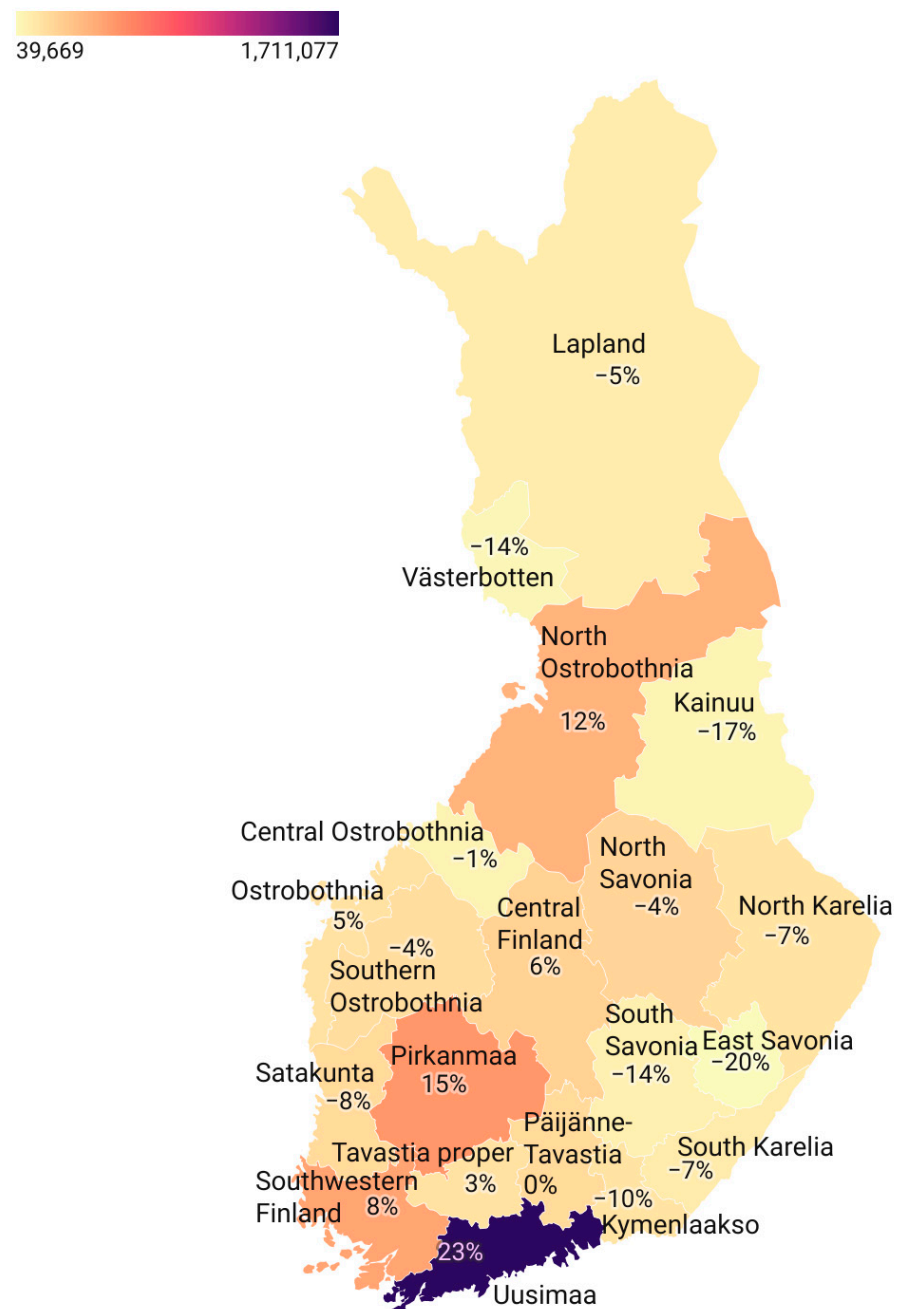 39,669 1,711,077
Lapland
−5%
−14%
Västerbotten
North
Ostrobothnia
12%
Kainuu
−17%
Central Ostrobothnia
−1%
North
Savonia
−4%
Ostrobothnia
5%
Central
Finland
6%
North Karelia
−7%
−4%
Southern
Ostrobothnia
South
Savonia
−14%
East Savonia
−20%
Pirkanmaa
15%
Satakunta
−8%
Päijänne-
Tavastia
0%
Tavastia proper
3%
South Karelia
−7%
Southwestern
Finland
8%
−10%
Kymenlaakso
23%
Uusimaa